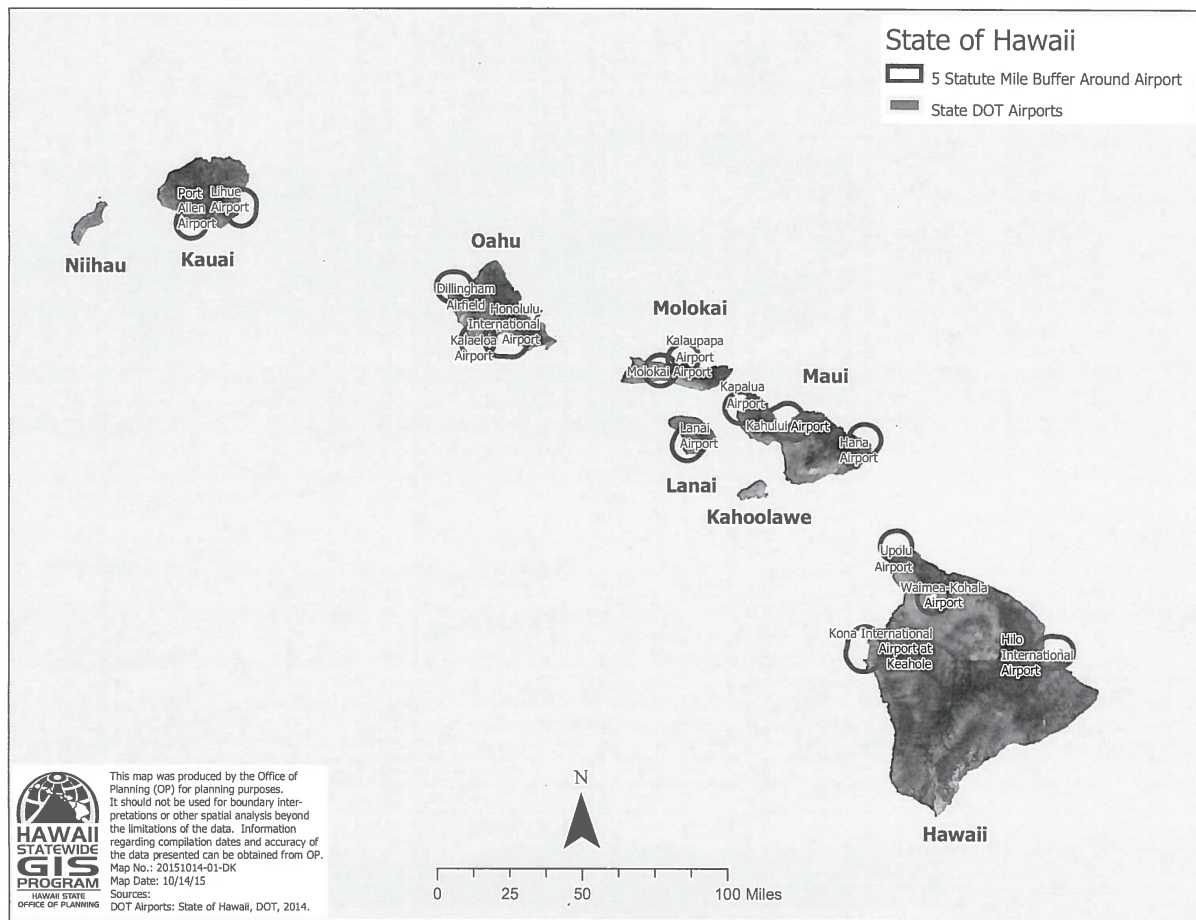 State of Hawaii
5 Statute Mile Buffer Around Airport
State DOT Airports
Port
Allen
Airport
Lihue
Airport
Niihau
Kauai
Oahu
Dillingham
Airfield
Honolulu
International
Airport
Kalaeloa
Airport
Molokai
Kalaupapa
Airport
Molokai Airport
Kapalua
Airport
Maui
Kahului Airport
Lanai
Airport
Hana
Airport
Lanai
Kahoolawe
Upolu
Airport
Waimea-Kohala
Airport
Kona International
Airport at
Keahole
Hilo
International
Airport
Hawaii
N
0 25 50 100 Miles
HAWAII
STATEWIDE
GIS
PROGRAM
HAWAII STATE
OFFICE OF PLANNING
This map was produced by the Office of
Planning (OP) for planning purposes.
It should not be used for boundary inter-
pretations or other spatial analysis beyond
the limitations of the data. Information
regarding compilation dates and accuracy of
the data presented can be obtained from OP.
Map No.: 20151014-01-DK
Map Date: 10/14/15
Sources:
DOT Airports: State of Hawaii, DOT, 2014.